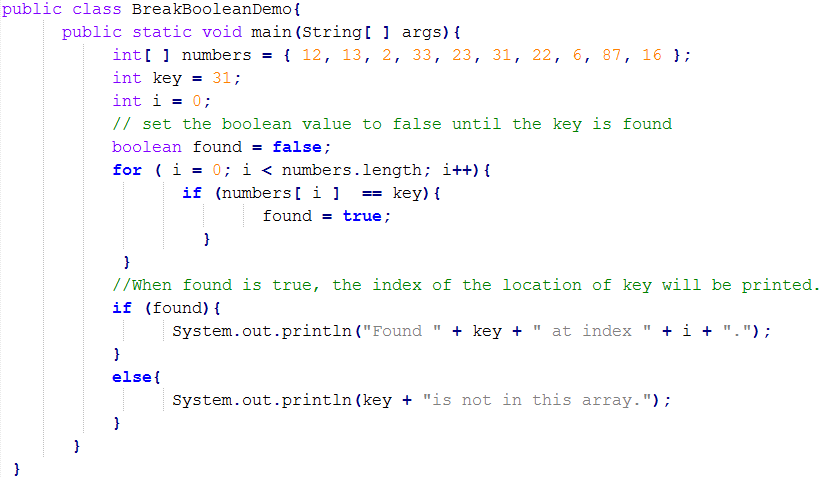 public class BreakBooleanDemo{
public static void main(String[ ] args){
int[ ] numbers = { 12, 13, 2, 33, 23, 31, 22, 6, 87, 16 };
int key = 31;
int i = 0;
// set the boolean value to false until the key is found
boolean found = false;
for ( i = 0; i < numbers.length; i++){
if (numbers[ i ]  == key){
found = true;
}
}
//When found is true, the index of the location of key will be printed.
if (found){
System.out.println("Found " + key + " at index " + i + ".");
}
else{
System.out.println(key + "is not in this array.");
}
}
}